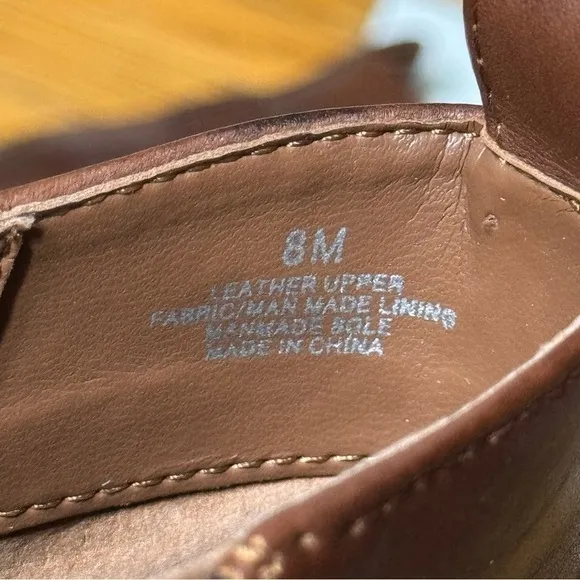 8M
LEATHER UPPER
FABRIC/MAN MADE LINING
MANMADE SOLE
MADE IN CHINA